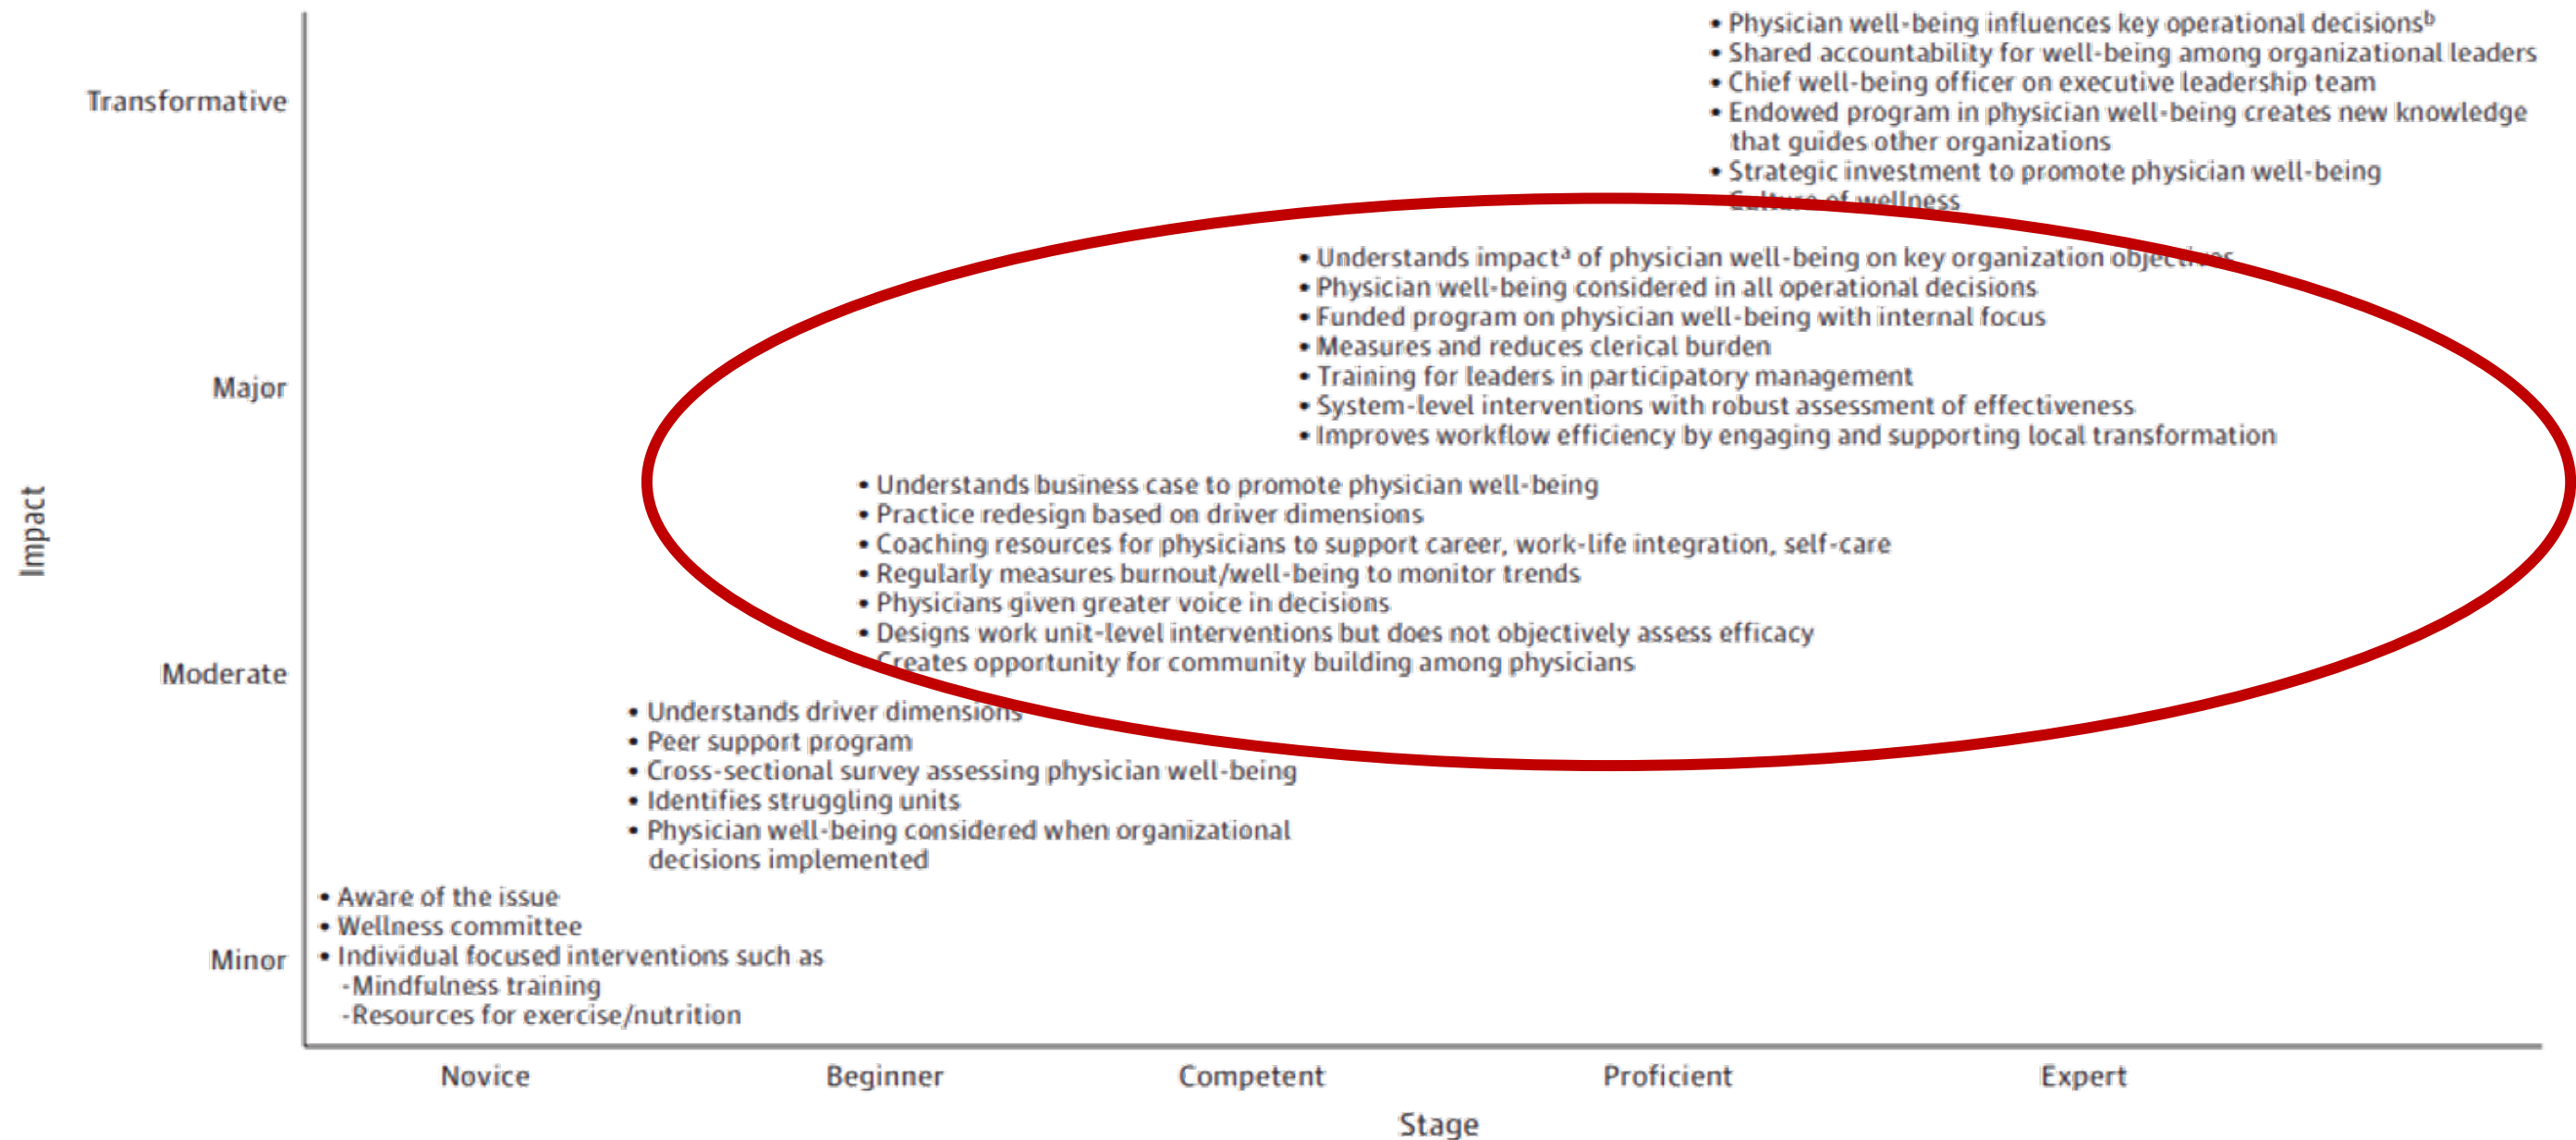 • Physician well-being influences key operational decisionsᵇ
• Shared accountability for well-being among organizational leaders
• Chief well-being officer on executive leadership team
• Endowed program in physician well-being creates new knowledge
that guides other organizations
• Strategic investment to promote physician well-being
Culture of wellness
Transformative
• Understands impactᵃ of physician well-being on key organization objectives
• Physician well-being considered in all operational decisions
• Funded program on physician well-being with internal focus
• Measures and reduces clerical burden
• Training for leaders in participatory management
• System-level interventions with robust assessment of effectiveness
• Improves workflow efficiency by engaging and supporting local transformation
Major
• Understands business case to promote physician well-being
• Practice redesign based on driver dimensions
• Coaching resources for physicians to support career, work-life integration, self-care
• Regularly measures burnout/well-being to monitor trends
• Physicians given greater voice in decisions
• Designs work unit-level interventions but does not objectively assess efficacy
Creates opportunity for community building among physicians
Impact
Moderate
• Understands driver dimensions
• Peer support program
• Cross-sectional survey assessing physician well-being
• Identifies struggling units
• Physician well-being considered when organizational
decisions implemented
• Aware of the issue
• Wellness committee
• Individual focused interventions such as
-Mindfulness training
-Resources for exercise/nutrition
Minor
Novice
Beginner
Competent
Proficient
Expert
Stage